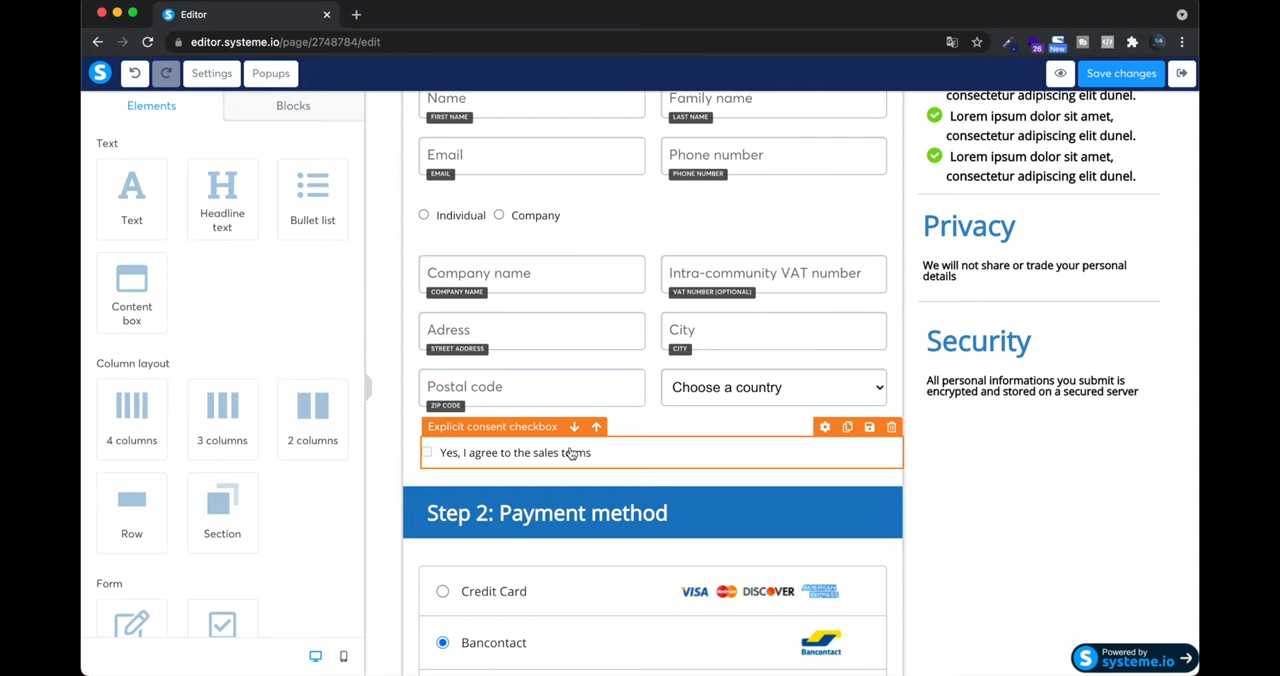 Editor
editor.systeme.io/page/2748784/edit
26
New
Settings
Popups
Save changes
Elements
Blocks
Text
Text
Headline
text
Bullet list
Content
box
Column layout
4 columns
3 columns
2 columns
Row
Section
Form
Name
FIRST NAME
Family name
LAST NAME
Email
EMAIL
Phone number
PHONE NUMBER
Individual
Company
Company name
COMPANY NAME
Intra-community VAT number
VAT NUMBER (OPTIONAL)
Adress
STREET ADDRESS
City
CITY
Postal code
ZIP CODE
Choose a country
Explicit consent checkbox
Yes, I agree to the sales terms
Step 2: Payment method
Credit Card
VISA
MasterCard
DISCOVER
AMERICAN EXPRESS
Bancontact
Bancontact
consectetur adipiscing elit dunel.
Lorem ipsum dolor sit amet,
consectetur adipiscing elit dunel.
Lorem ipsum dolor sit amet,
consectetur adipiscing elit dunel.
Privacy
We will not share or trade your personal
details
Security
All personal informations you submit is
encrypted and stored on a secured server
Powered by
systeme.io